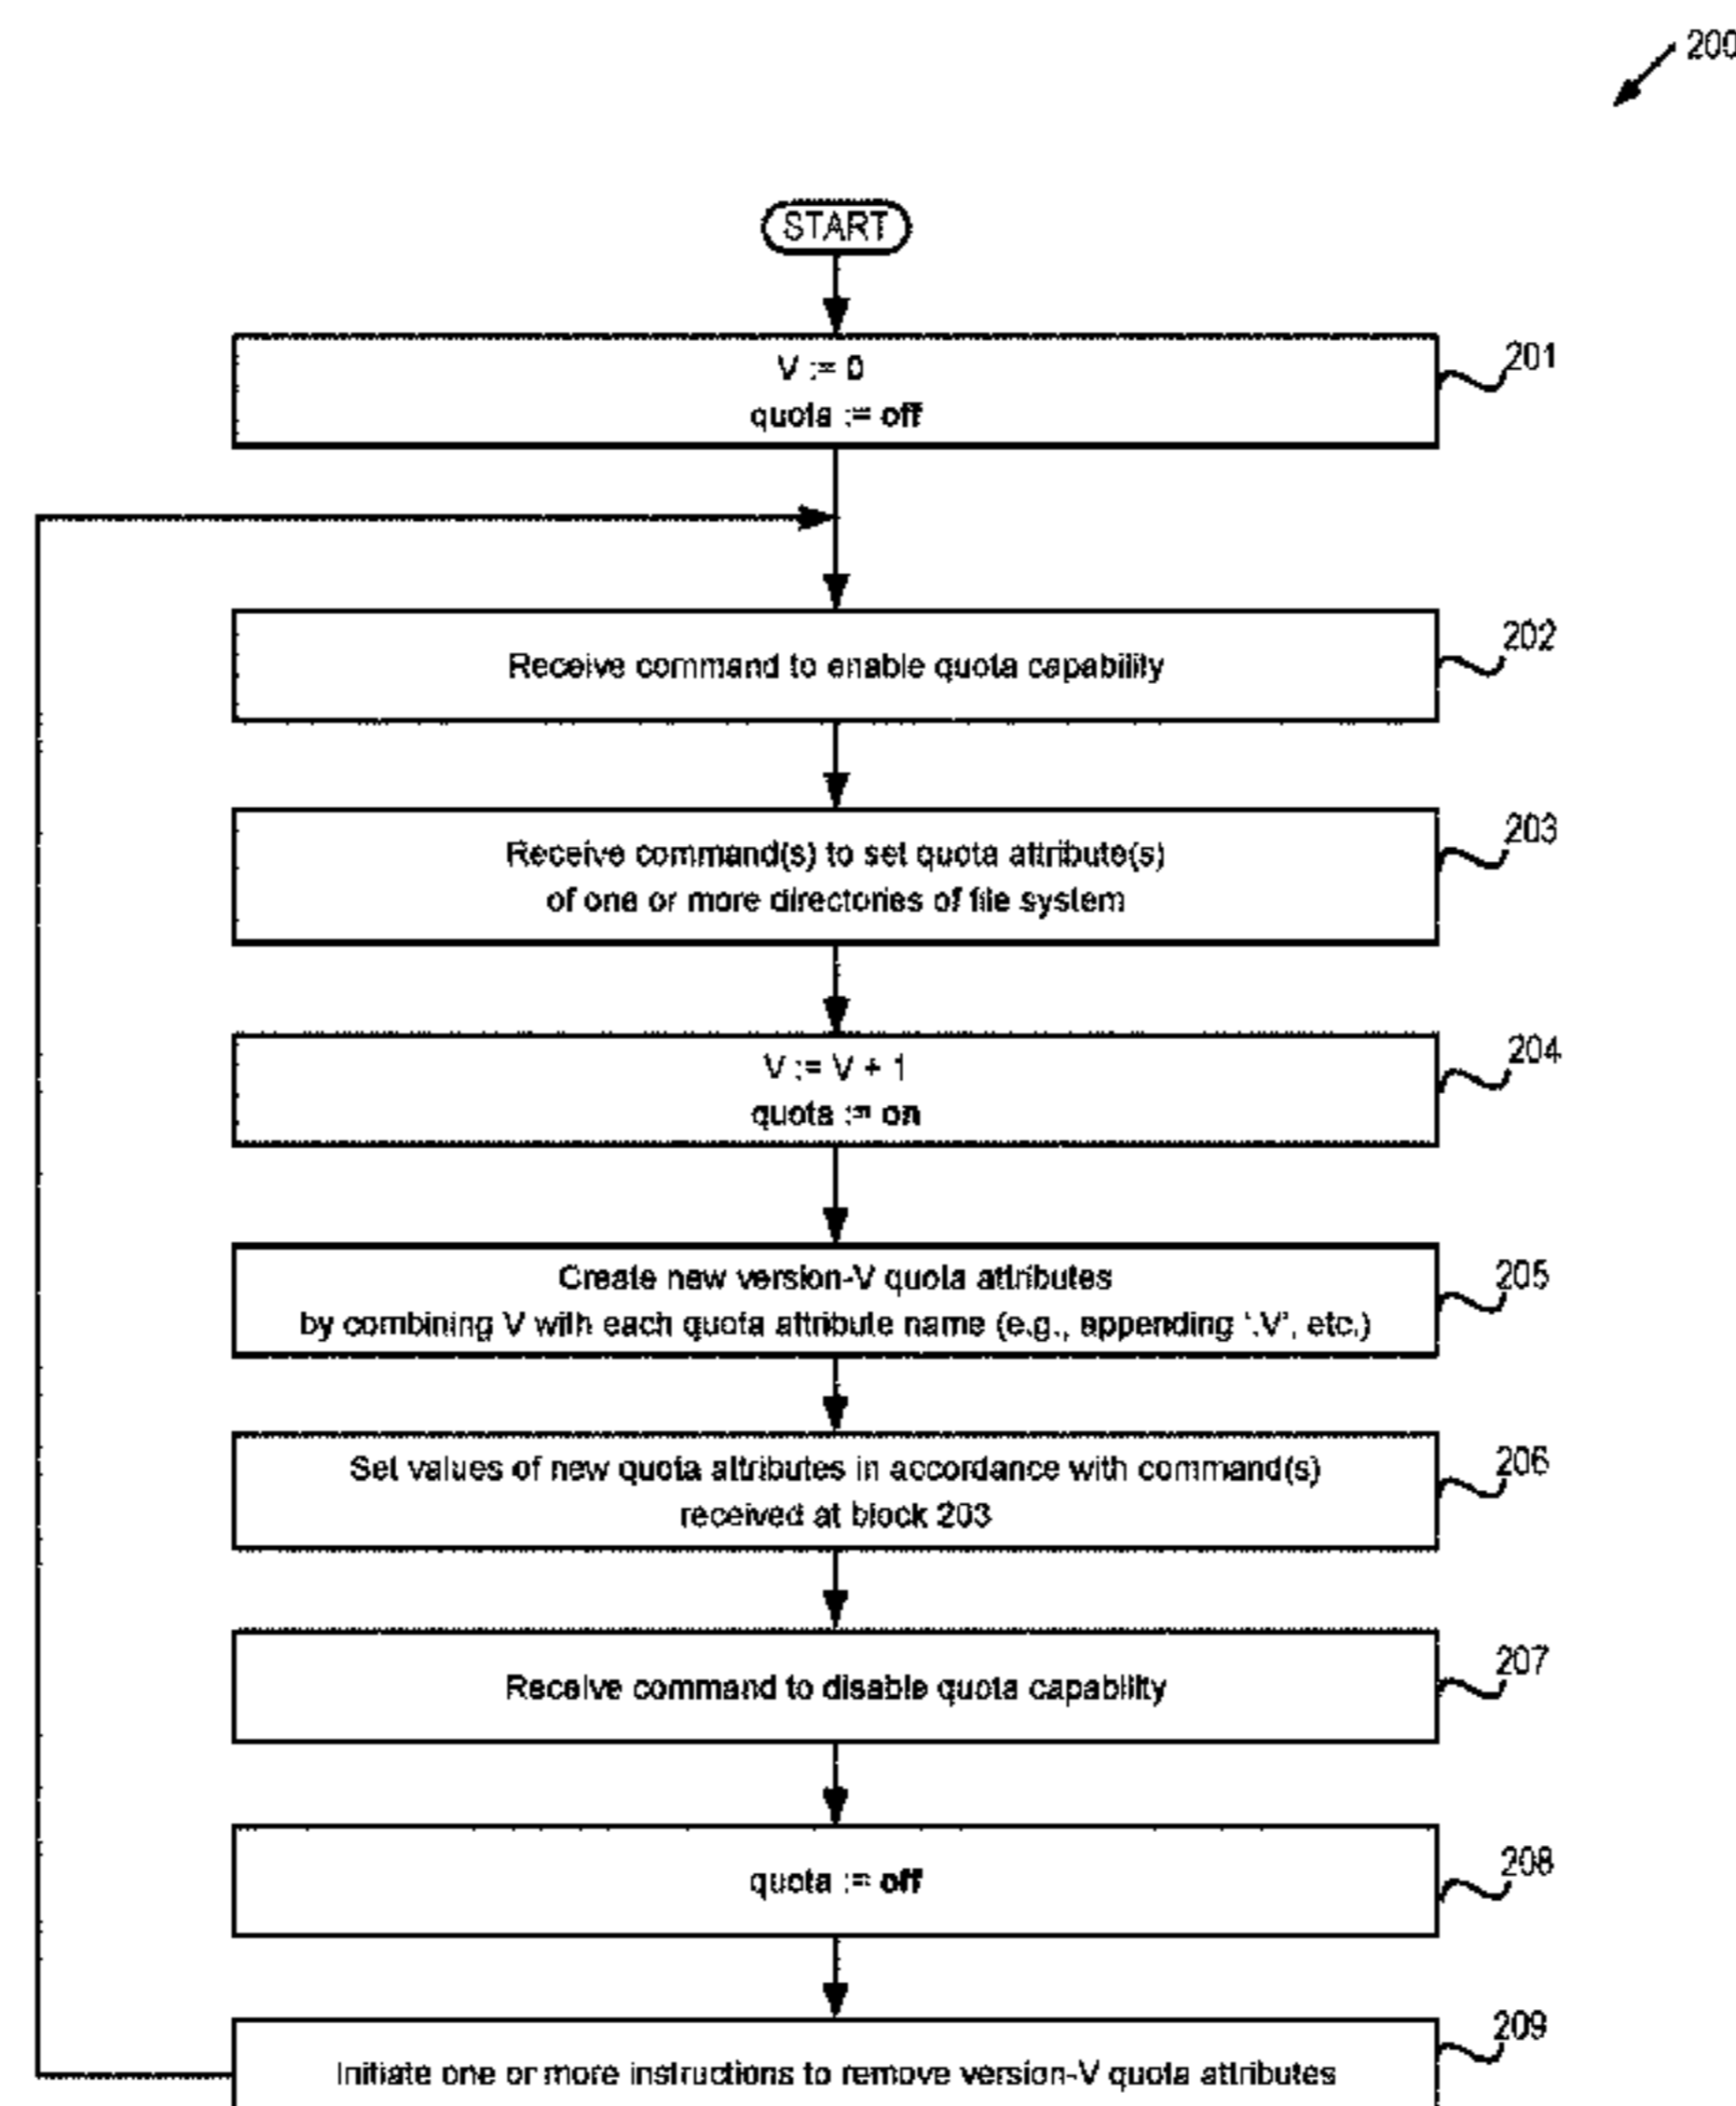 200
START
V := 0
quota := off
201
Receive command to enable quota capability
202
Receive command(s) to set quota attribute(s)
of one or more directories of file system
203
V := V + 1
quota := on
204
Create new version-V quota attributes
by combining V with each quota attribute name (e.g., appending '.V', etc.)
205
Set values of new quota attributes in accordance with command(s)
received at block 203
206
Receive command to disable quota capability
207
quota := off
208
Initiate one or more instructions to remove version-V quota attributes
209